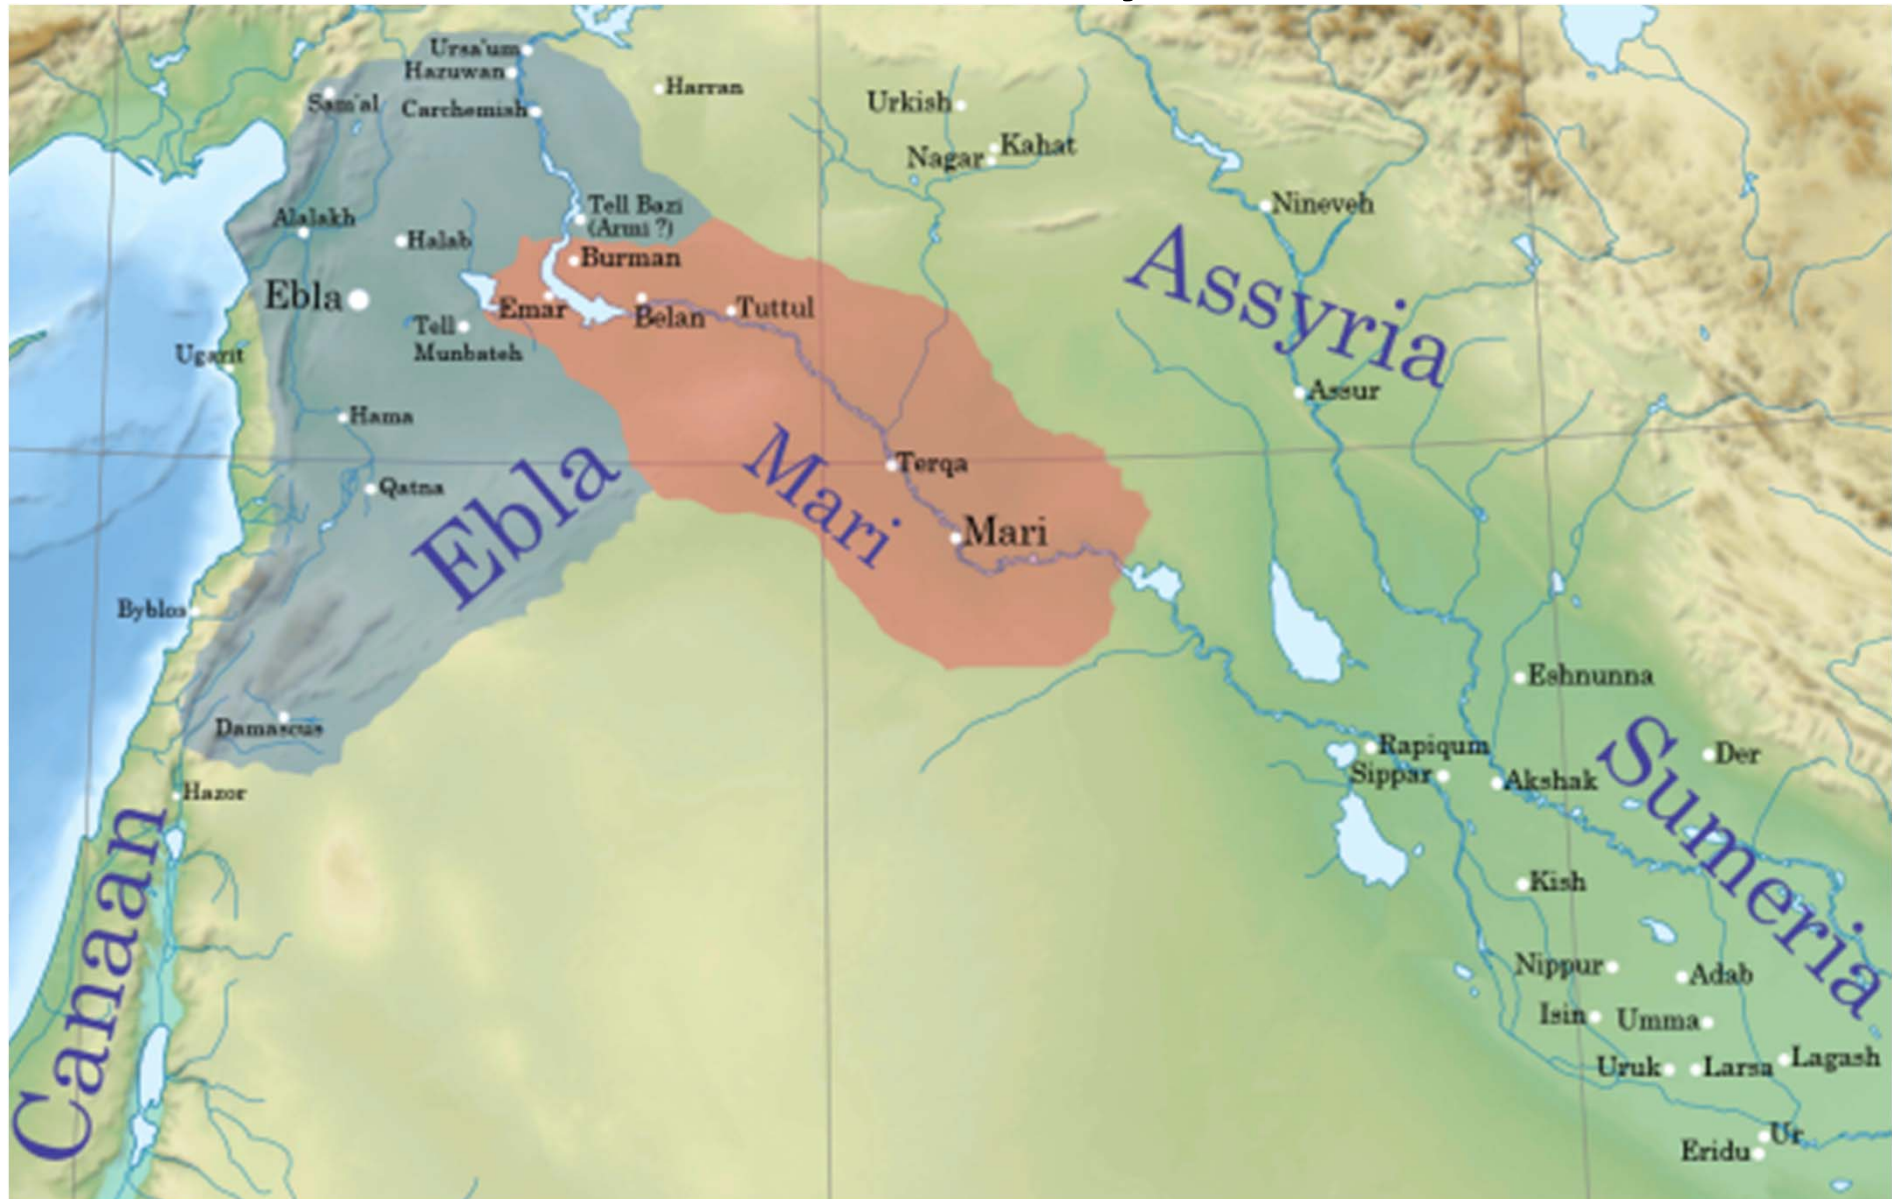 Ursa'um
Hazuwan
Harran
Sam'al
Carchemish
Urkish
Kahat
Nagar
Tell Bazi
(Armi ?)
Nineveh
Alalakh
Halab
Burman
Assyria
Ebla
Emar
Belan
Tuttul
Tell
Munbateh
Ugarit
Assur
Hama
Terqa
Qatna
Ebla
Mari
Mari
Byblos
Eshnunna
Damascus
Rapiqum
Der
Sippar
Akshak
Hazor
Sumeria
Canaan
Kish
Nippur
Adab
Isin
Umma
Uruk
Larsa
Lagash
Ur
Eridu